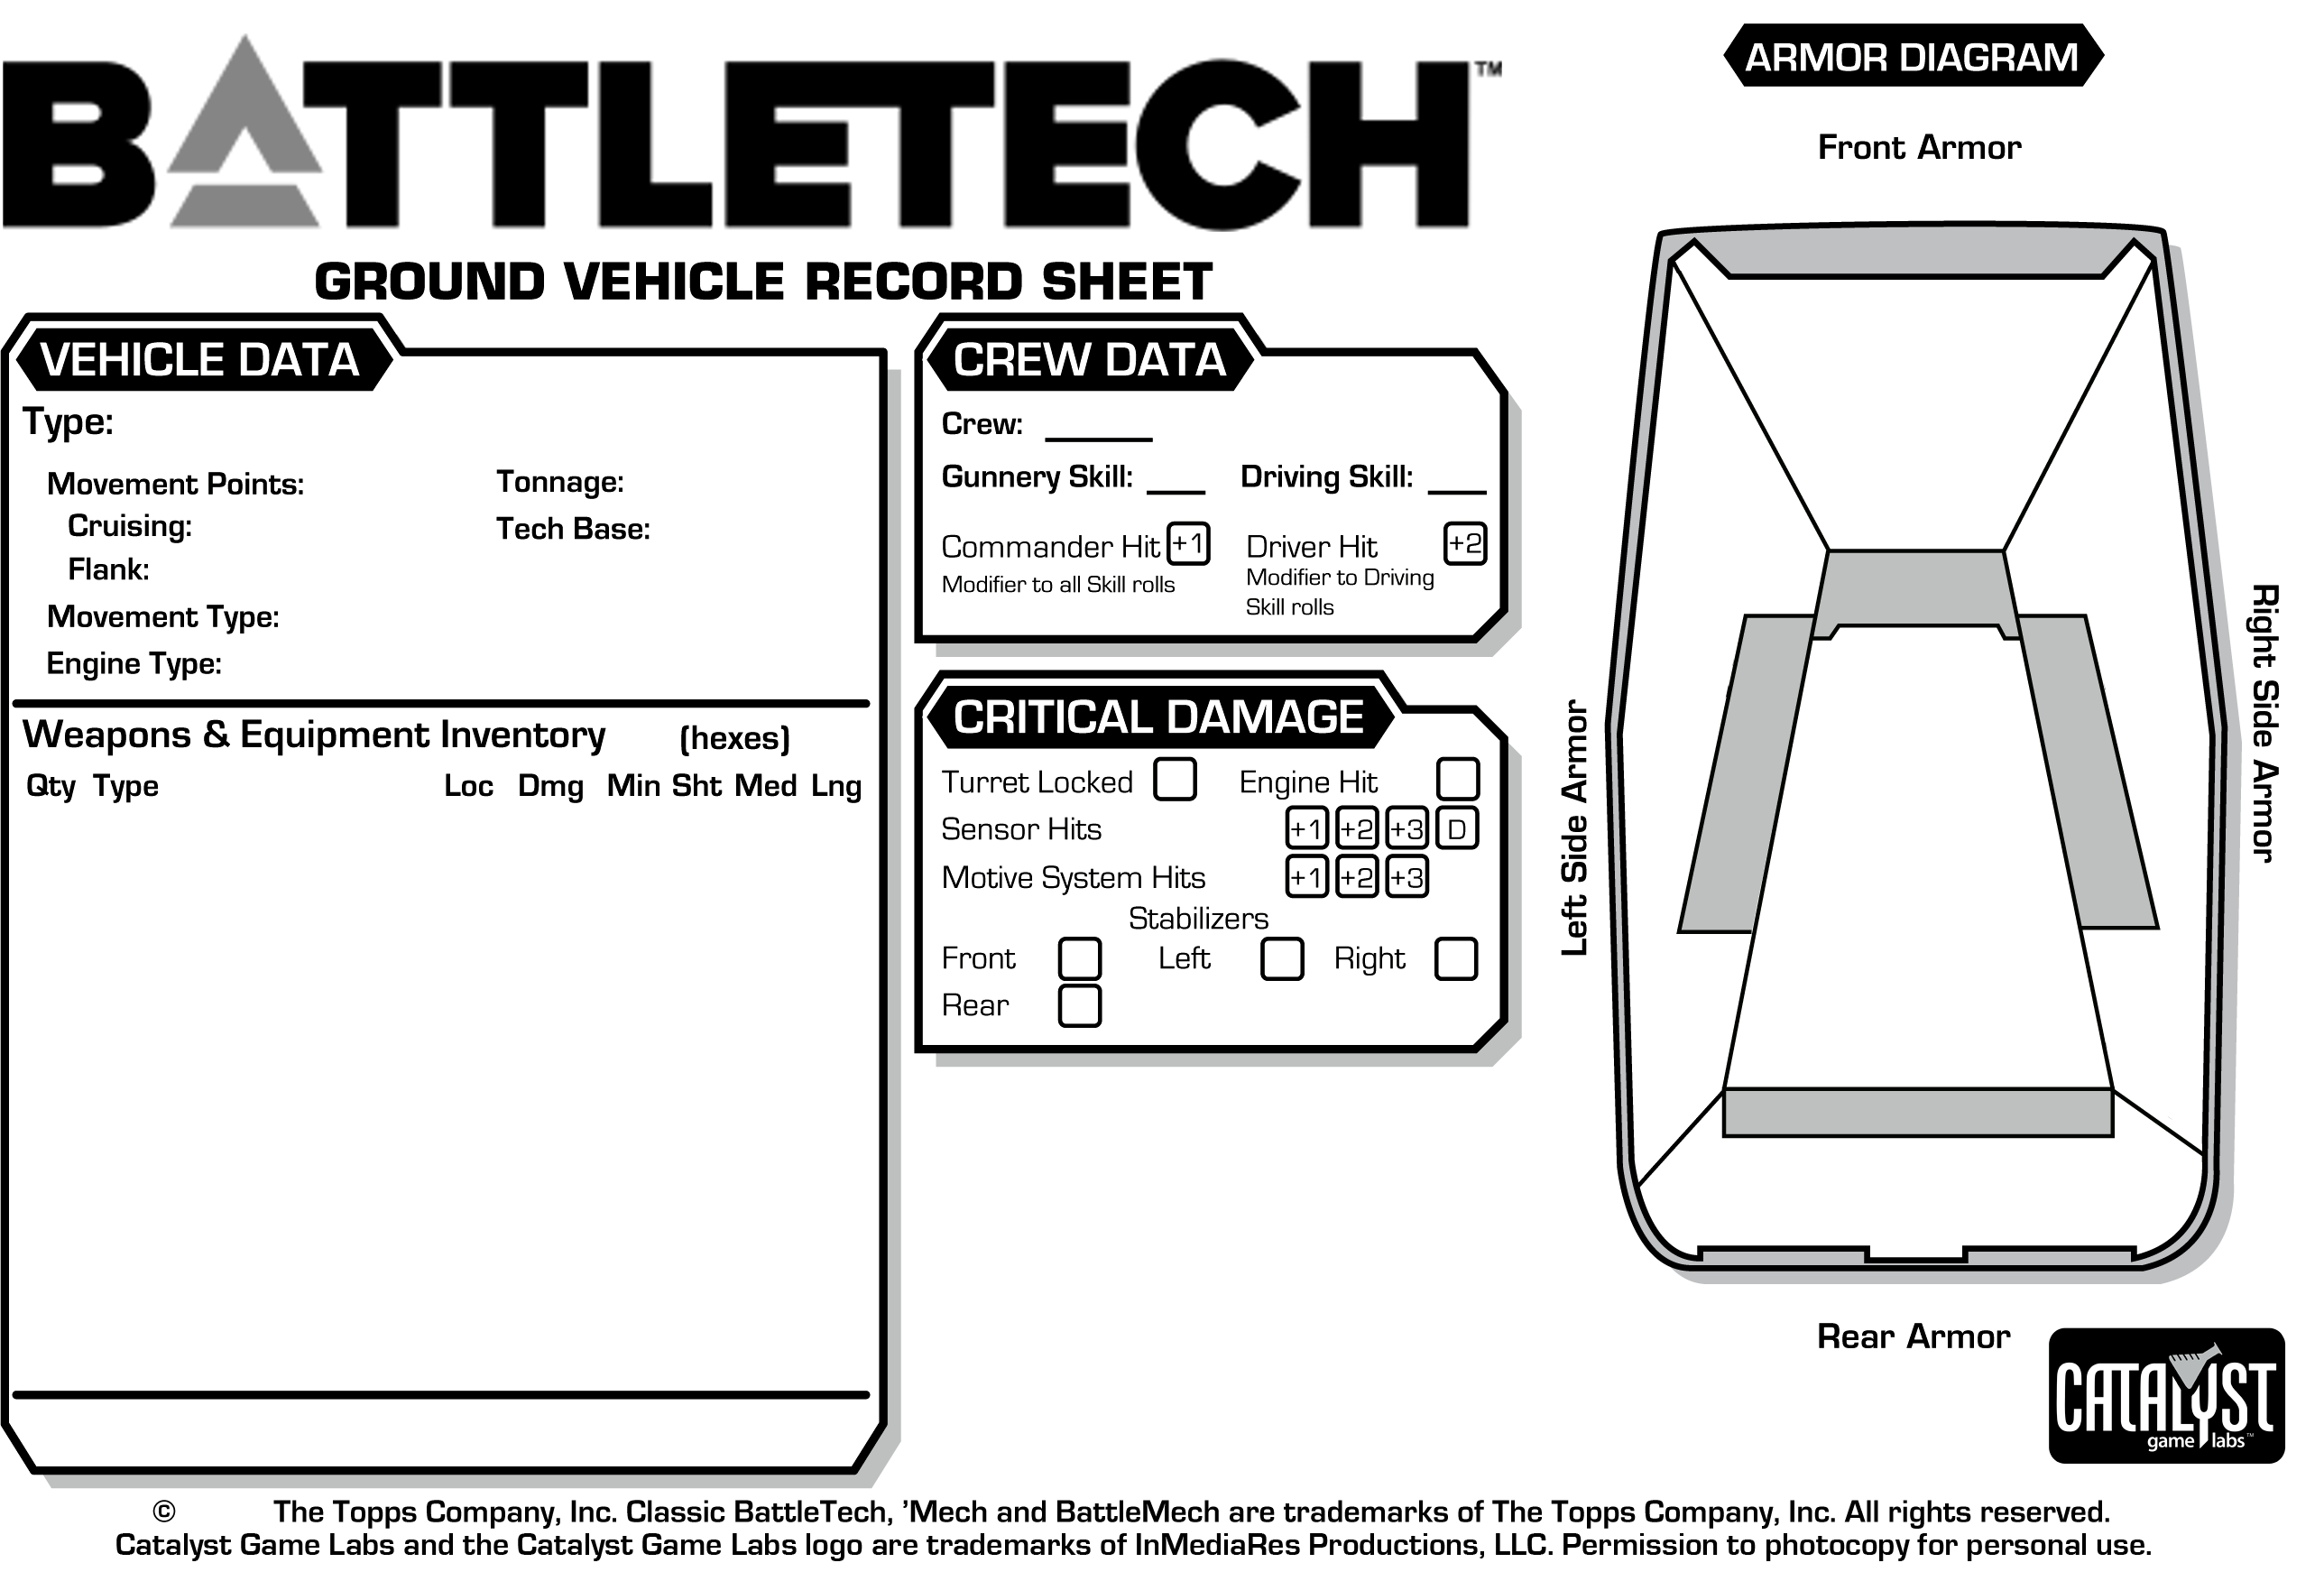 BATTLETECH™
GROUND VEHICLE RECORD SHEET
VEHICLE DATA
Type:
Movement Points:
Cruising:
Flank:
Movement Type:
Engine Type:
Tonnage:
Tech Base:
Weapons & Equipment Inventory (hexes)
Qty Type Loc Dmg Min Sht Med Lng
CREW DATA
Crew: ______
Gunnery Skill: ___ Driving Skill: ___
Commander Hit +1
Modifier to all Skill rolls
Driver Hit +2
Modifier to Driving
Skill rolls
CRITICAL DAMAGE
Turret Locked Engine Hit
Sensor Hits +1 +2 +3 D
Motive System Hits +1 +2 +3
Stabilizers
Front Left Right
Rear
ARMOR DIAGRAM
Front Armor
Left Side Armor
Right Side Armor
Rear Armor
CATALYST
game labs™
© The Topps Company, Inc. Classic BattleTech, ’Mech and BattleMech are trademarks of The Topps Company, Inc. All rights reserved.
Catalyst Game Labs and the Catalyst Game Labs logo are trademarks of InMediaRes Productions, LLC. Permission to photocopy for personal use.